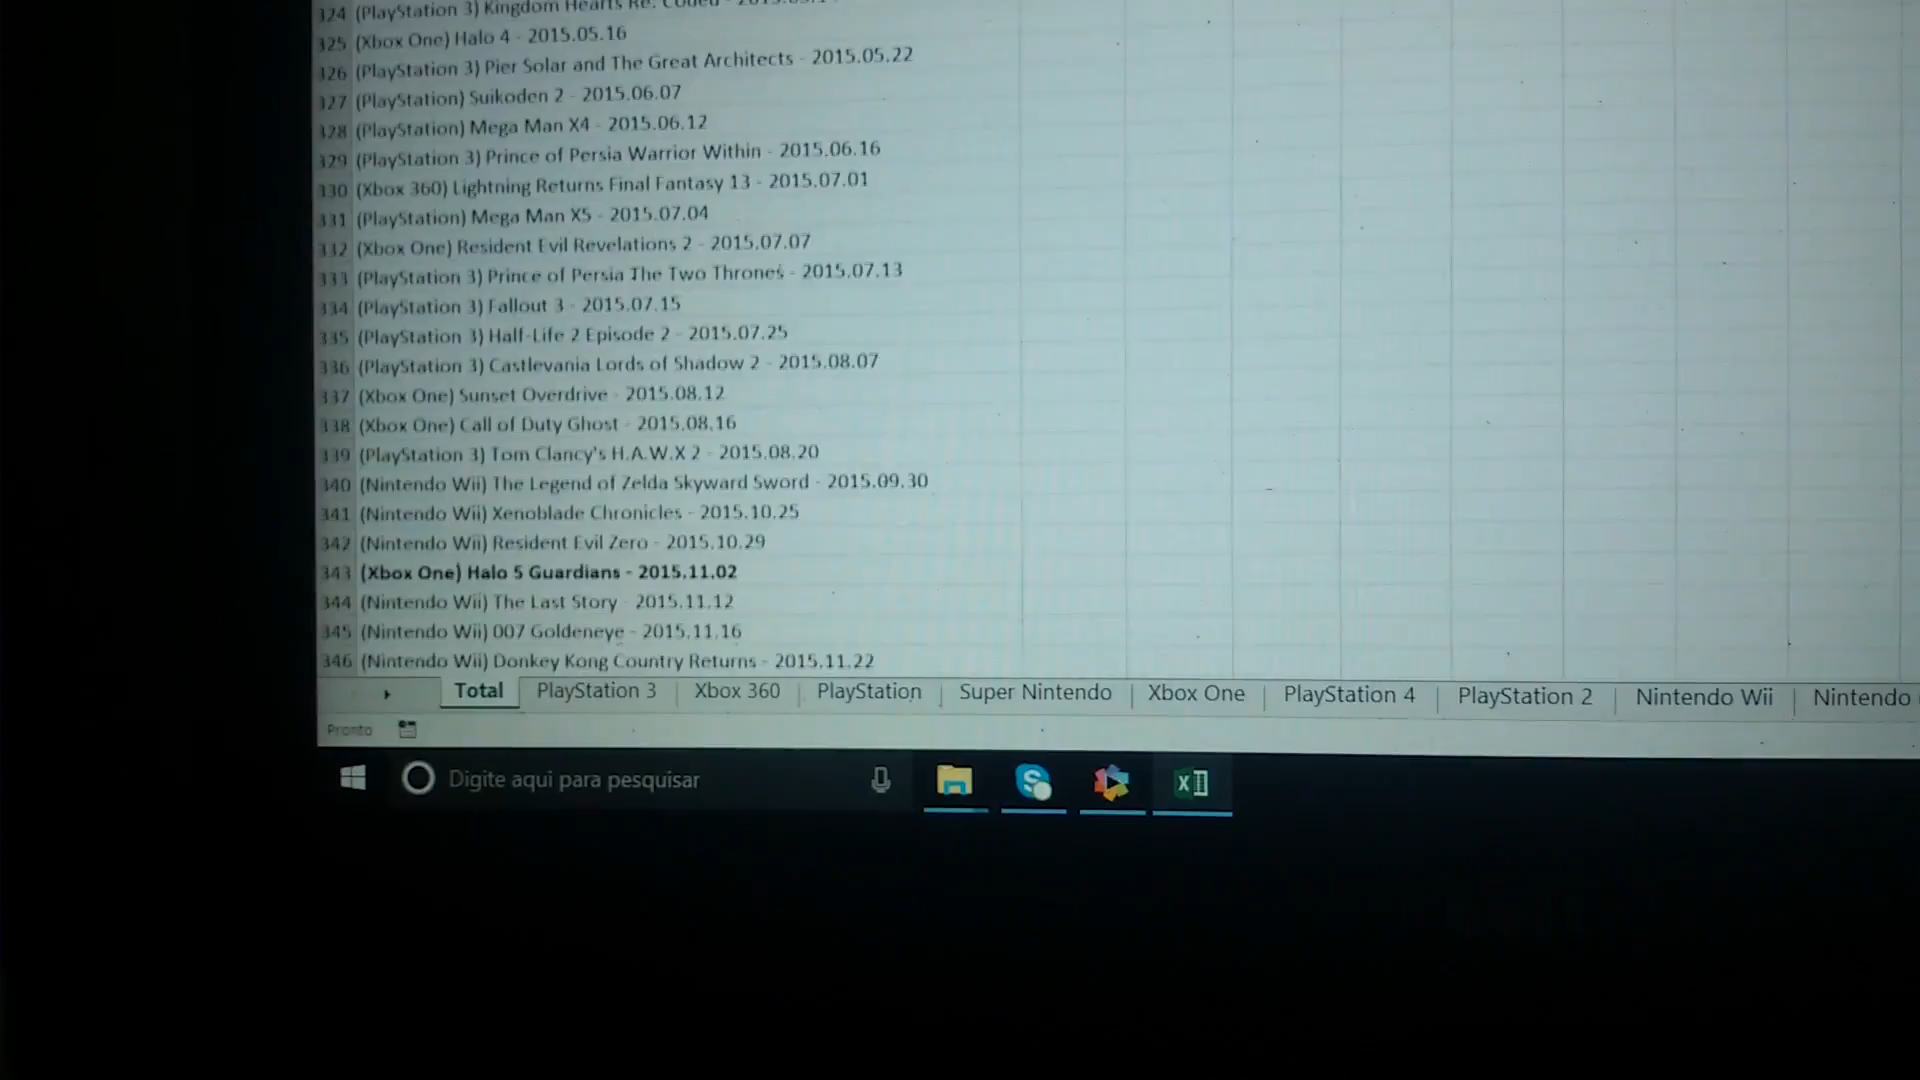 324 (PlayStation 3) Kingdom Hearts Re: Coded -
325 (Xbox One) Halo 4 - 2015.05.16
326 (PlayStation 3) Pier Solar and The Great Architects - 2015.05.22
327 (PlayStation) Suikoden 2 - 2015.06.07
328 (PlayStation) Mega Man X4 - 2015.06.12
329 (PlayStation 3) Prince of Persia Warrior Within - 2015.06.16
330 (Xbox 360) Lightning Returns Final Fantasy 13 - 2015.07.01
331 (PlayStation) Mega Man X5 - 2015.07.04
332 (Xbox One) Resident Evil Revelations 2 - 2015.07.07
333 (PlayStation 3) Prince of Persia The Two Thrones - 2015.07.13
334 (PlayStation 3) Fallout 3 - 2015.07.15
335 (PlayStation 3) Half-Life 2 Episode 2 - 2015.07.25
336 (PlayStation 3) Castlevania Lords of Shadow 2 - 2015.08.07
337 (Xbox One) Sunset Overdrive - 2015.08.12
338 (Xbox One) Call of Duty Ghost - 2015.08.16
339 (PlayStation 3) Tom Clancy's H.A.W.X 2 - 2015.08.20
340 (Nintendo Wii) The Legend of Zelda Skyward Sword - 2015.09.30
341 (Nintendo Wii) Xenoblade Chronicles - 2015.10.25
342 (Nintendo Wii) Resident Evil Zero - 2015.10.29
343 (Xbox One) Halo 5 Guardians - 2015.11.02
344 (Nintendo Wii) The Last Story - 2015.11.12
345 (Nintendo Wii) 007 Goldeneye - 2015.11.16
346 (Nintendo Wii) Donkey Kong Country Returns - 2015.11.22
Total PlayStation 3 Xbox 360 PlayStation Super Nintendo Xbox One PlayStation 4 PlayStation 2 Nintendo Wii Nintendo
Pronto
Digite aqui para pesquisar